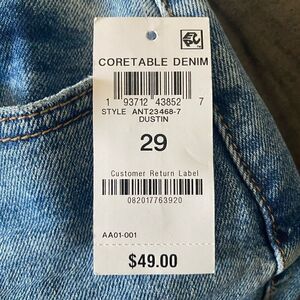 CORETABLE DENIM
1 93712 43852 7
STYLE ANT23468-7
DUSTIN
29
Customer Return Label
082017763920
AA01-001
$49.00